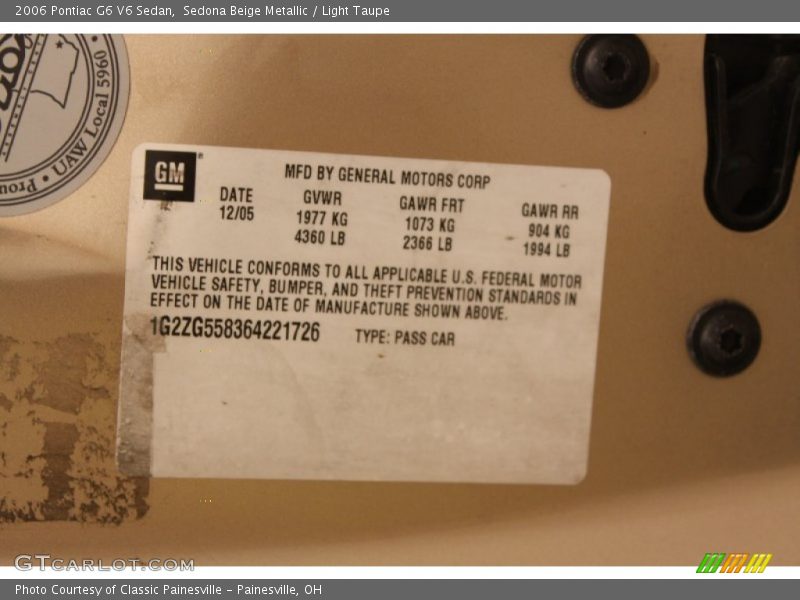 2006 Pontiac G6 V6 Sedan,  Sedona Beige Metallic / Light Taupe
UAW Local 5960
GM
MFD BY GENERAL MOTORS CORP
DATE GVWR GAWR FRT GAWR RR
12/05 1977 KG 1073 KG 904 KG
4360 LB 2366 LB 1994 LB
THIS VEHICLE CONFORMS TO ALL APPLICABLE U.S. FEDERAL MOTOR
VEHICLE SAFETY, BUMPER, AND THEFT PREVENTION STANDARDS IN
EFFECT ON THE DATE OF MANUFACTURE SHOWN ABOVE.
1G2ZG558364221726 TYPE: PASS CAR
GTCARLOT.COM
Photo Courtesy of Classic Painesville - Painesville, OH